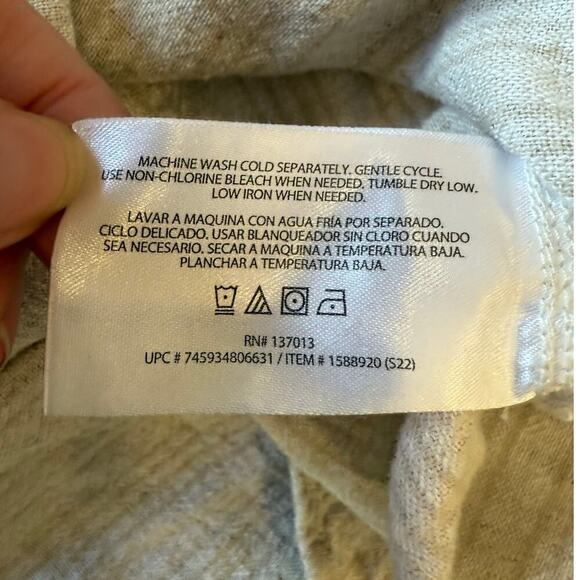 MACHINE WASH COLD SEPARATELY. GENTLE CYCLE.
USE NON-CHLORINE BLEACH WHEN NEEDED. TUMBLE DRY LOW.
LOW IRON WHEN NEEDED.
LAVAR A MAQUINA CON AGUA FRÍA POR SEPARADO.
CICLO DELICADO. USAR BLANQUEADOR SIN CLORO CUANDO
SEA NECESARIO. SECAR A MAQUINA A TEMPERATURA BAJA.
PLANCHAR A TEMPERATURA BAJA.
RN# 137013
UPC # 745934806631 / ITEM # 1588920 (S22)